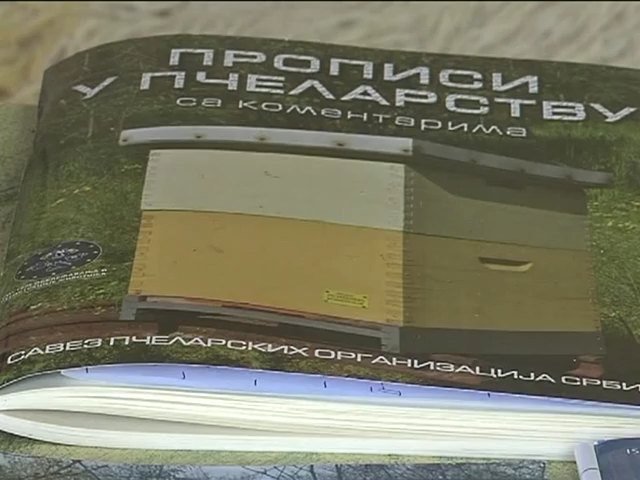 ПРОПИСИ
У ПЧЕЛАРСТВУ
са коментарима
САВЕЗ ПЧЕЛАРСКИХ ОРГАНИЗАЦИЈА СРБИ